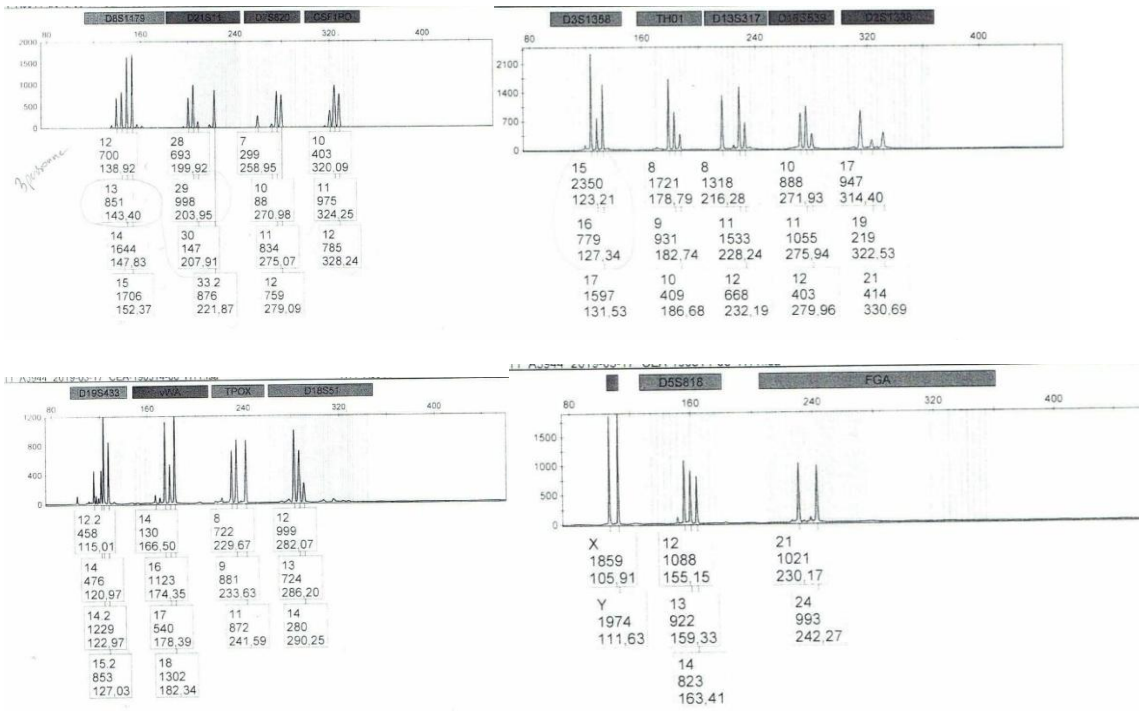 D8S1179 D21S11 D7S820 CSF1PO
160 240 320 400
2000
1500
1000
500
0
12 28 7 10
700 693 299 403
138,92 199,92 258,95 320,09
13 29 10 11
851 998 88 975
143,40 203,95 270,98 324,25
14 30 11 12
1644 147 834 785
147,83 207,91 275,07 328,24
15 33.2 12
1706 876 759
152,37 221,87 279,09
3 personne
D3S1358 TH01 D13S317 D16S539 D2S1338
80 160 240 320 400
2100
1400
700
0
15 8 8 10 17
2350 1721 1318 888 947
123,21 178,79 216,28 271,93 314,40
16 9 11 11 19
779 931 1533 1055 219
127,34 182,74 228,24 275,94 322,53
17 10 12 12 21
1597 409 668 403 414
131,53 186,68 232,19 279,96 330,69
D19S433 vWA TPOX D18S51
80 160 240 320 400
1200
800
400
0
12.2 14 8 12
458 130 722 999
115,01 166,50 229,67 282,07
14 16 9 13
476 1123 881 724
120,97 174,35 233,63 286,20
14.2 17 11 14
1229 540 872 280
122,97 178,39 241,59 290,25
15.2 18
853 1302
127,03 182,34
D5S818 FGA
80 160 240 320 400
1500
1000
500
0
X 12 21
1859 1088 1021
105,91 155,15 230,17
Y 13 24
1974 922 993
111,63 159,33 242,27
14
823
163,41